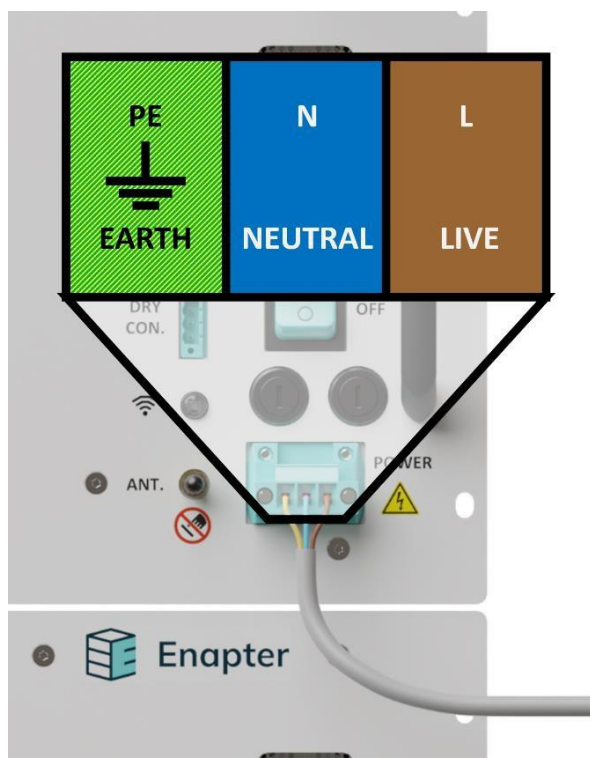 PE
N
L
EARTH
NEUTRAL
LIVE
DRY
CON.
OFF
POWER
ANT.
Enapter